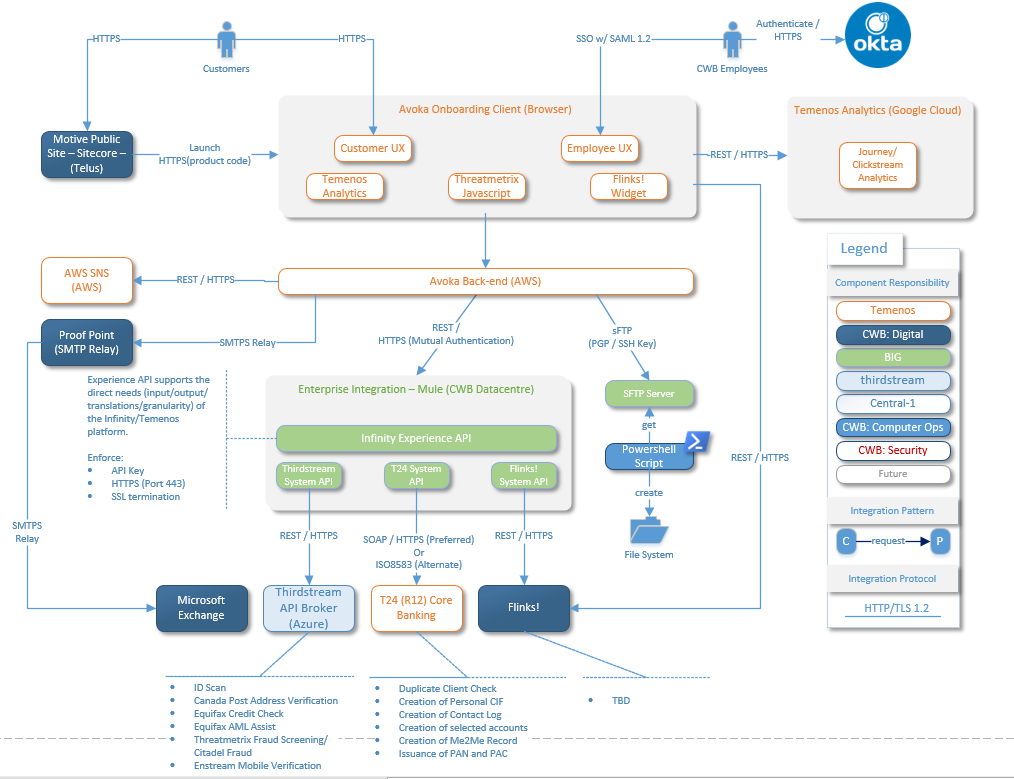 HTTPS
HTTPS
Customers
SSO w/ SAML 1.2
CWB Employees
Authenticate /
HTTPS
okta
Motive Public
Site – Sitecore –
(Telus)
Launch
HTTPS(product code)
Avoka Onboarding Client (Browser)
Customer UX
Employee UX
Temenos
Analytics
Threatmetrix
Javascript
Flinks!
Widget
REST / HTTPS
Temenos Analytics (Google Cloud)
Journey/
Clickstream
Analytics
AWS SNS
(AWS)
REST / HTTPS
Avoka Back-end (AWS)
Proof Point
(SMTP Relay)
SMTPS Relay
REST /
HTTPS (Mutual Authentication)
sFTP
(PGP / SSH Key)
Experience API supports the
direct needs (input/output/
translations/granularity) of
the Infinity/Temenos
platform.
Enforce:
• API Key
• HTTPS (Port 443)
• SSL termination
Enterprise Integration – Mule (CWB Datacentre)
Infinity Experience API
Thirdstream
System API
T24 System
API
Flinks!
System API
SFTP Server
get
Powershell
Script
create
File System
REST / HTTPS
SMTPS
Relay
REST / HTTPS
SOAP / HTTPS (Preferred)
Or
ISO8583 (Alternate)
REST / HTTPS
Microsoft
Exchange
Thirdstream
API Broker
(Azure)
T24 (R12) Core
Banking
Flinks!
• ID Scan
• Canada Post Address Verification
• Equifax Credit Check
• Equifax AML Assist
• Threatmetrix Fraud Screening/
Citadel Fraud
• Enstream Mobile Verification
• Duplicate Client Check
• Creation of Personal CIF
• Creation of Contact Log
• Creation of selected accounts
• Creation of Me2Me Record
• Issuance of PAN and PAC
• TBD
Legend
Component Responsibility
Temenos
CWB: Digital
BIG
thirdstream
Central-1
CWB: Computer Ops
CWB: Security
Future
Integration Pattern
C
request
P
Integration Protocol
HTTP/TLS 1.2